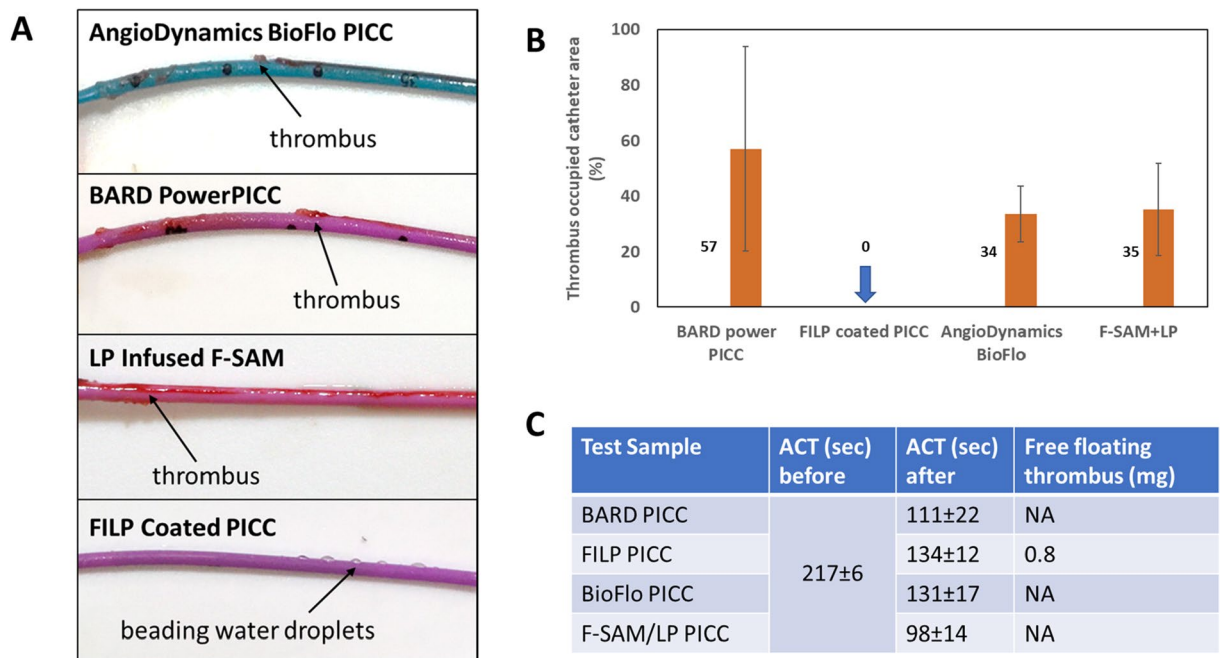 A
AngioDynamics BioFlo PICC
thrombus
BARD PowerPICC
thrombus
LP Infused F-SAM
thrombus
FILP Coated PICC
beading water droplets
B
Thrombus occupied catheter area
(%)
100
80
60
40
20
0
57
0
34
35
BARD power
PICC
FILP coated PICC
AngioDynamics
BioFlo
F-SAM+LP
C
Test Sample ACT (sec) before ACT (sec) after Free floating thrombus (mg)
BARD PICC 217±6 111±22 NA
FILP PICC 134±12 0.8
BioFlo PICC 131±17 NA
F-SAM/LP PICC 98±14 NA